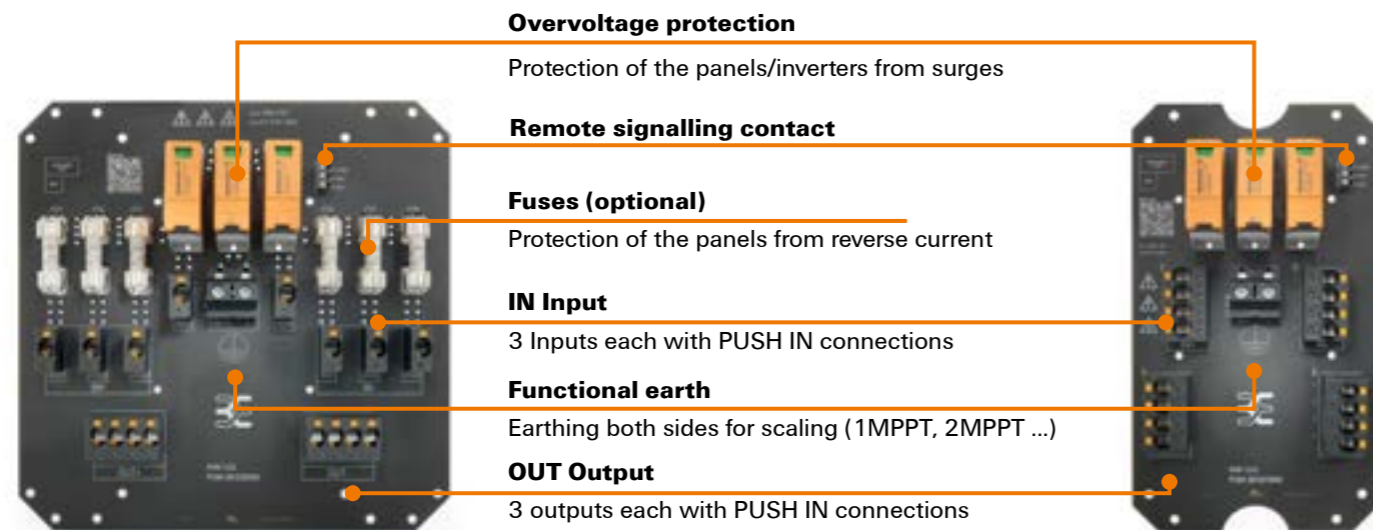 Overvoltage protection
Protection of the panels/inverters from surges
Remote signalling contact
Fuses (optional)
Protection of the panels from reverse current
IN Input
3 Inputs each with PUSH IN connections
Functional earth
Earthing both sides for scaling (1MPPT, 2MPPT ...)
OUT Output
3 outputs each with PUSH IN connections